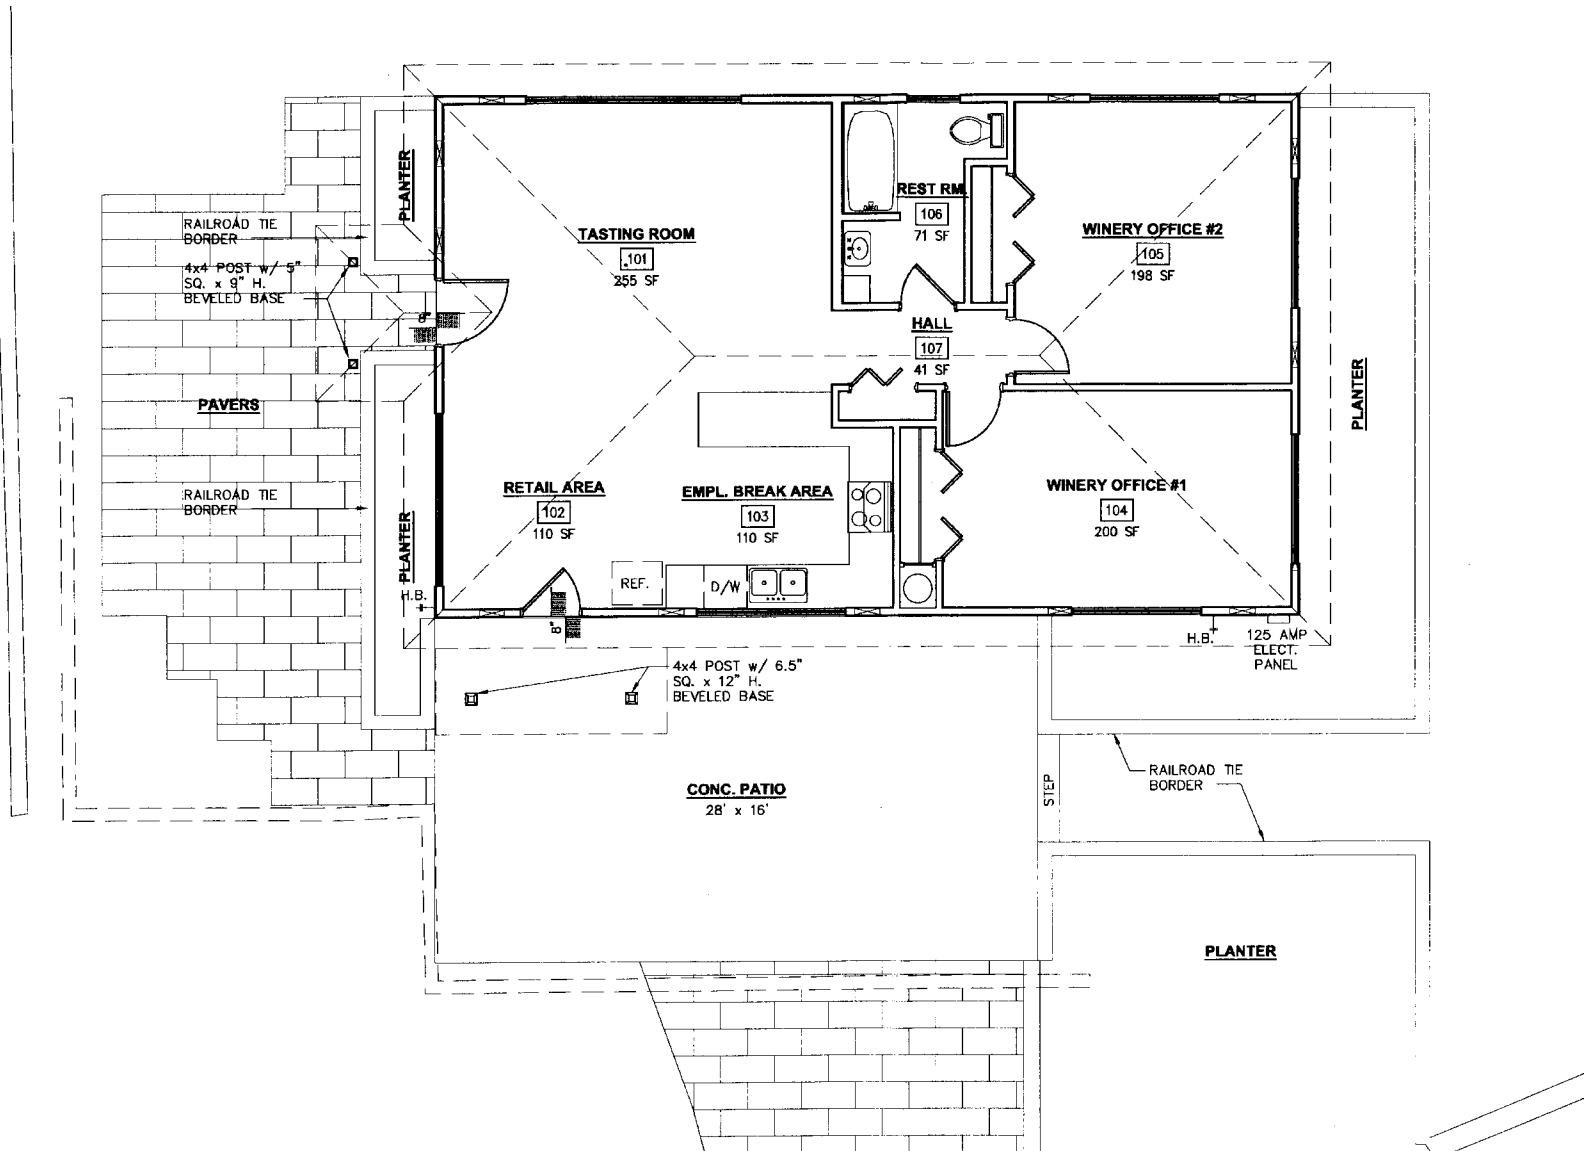 PLANTER
RAILROAD TIE
BORDER
4x4 POST w/ 5"
SQ. x 9" H.
BEVELED BASE
8"
PAVERS
RAILROAD TIE
BORDER
PLANTER
H.B.
TASTING ROOM
101
255 SF
REST RM.
106
71 SF
WINERY OFFICE #2
105
198 SF
HALL
107
41 SF
PLANTER
RETAIL AREA
102
110 SF
EMPL. BREAK AREA
103
110 SF
WINERY OFFICE #1
104
200 SF
REF.
D/W
8"
H.B.
125 AMP
ELECT.
PANEL
4x4 POST w/ 6.5"
SQ. x 12" H.
BEVELED BASE
CONC. PATIO
28' x 16'
STEP
RAILROAD TIE
BORDER
PLANTER